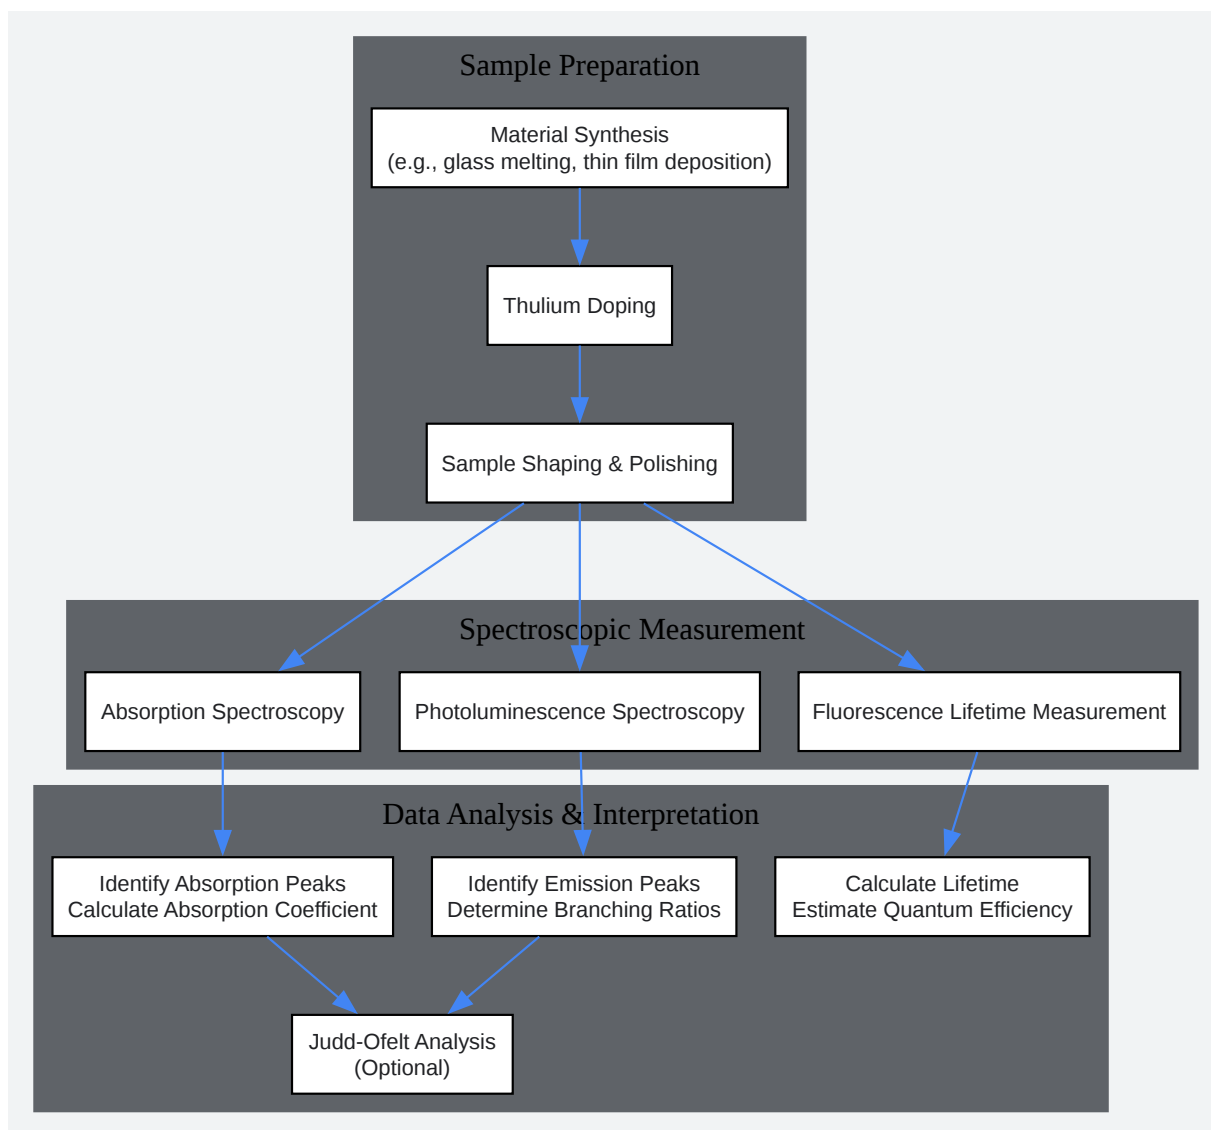 Sample Preparation
Material Synthesis
(e.g., glass melting, thin film deposition)
Thulium Doping
Sample Shaping & Polishing
Spectroscopic Measurement
Absorption Spectroscopy
Photoluminescence Spectroscopy
Fluorescence Lifetime Measurement
Data Analysis & Interpretation
Identify Absorption Peaks
Calculate Absorption Coefficient
Identify Emission Peaks
Determine Branching Ratios
Calculate Lifetime
Estimate Quantum Efficiency
Judd-Ofelt Analysis
(Optional)